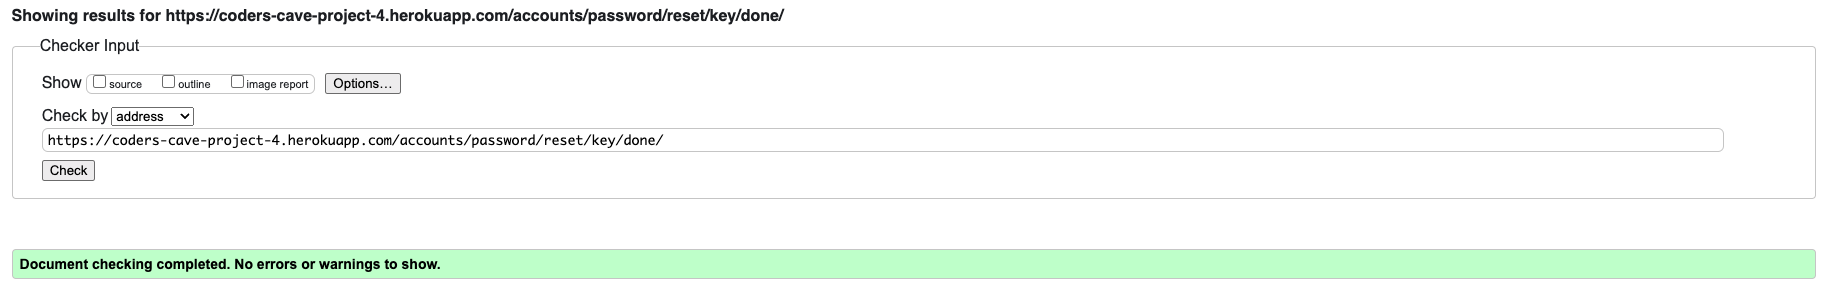 Showing results for https://coders-cave-project-4.herokuapp.com/accounts/password/reset/key/done/
Checker Input
Show source outline image report Options...
Check by address
https://coders-cave-project-4.herokuapp.com/accounts/password/reset/key/done/
Check
Document checking completed. No errors or warnings to show.